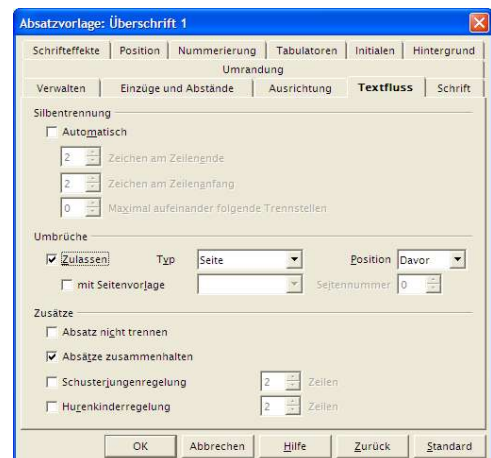 Absatzvorlage: Überschrift 1
Schrifteffekte Position Nummerierung Tabulatoren Initialen Hintergrund
Umrandung
Verwalten Einzüge und Abstände Ausrichtung Textfluss Schrift
Silbentrennung
Automatisch
2 Zeichen am Zeilenende
2 Zeichen am Zeilenanfang
0 Maximal aufeinander folgende Trennstellen
Umbrüche
Zulassen Typ Seite Position Davor
mit Seitenvorlage Seitennummer 0
Zusätze
Absatz nicht trennen
Absätze zusammenhalten
Schusterjungenregelung 2 Zeilen
Hurenkinderregelung 2 Zeilen
OK Abbrechen Hilfe Zurück Standard